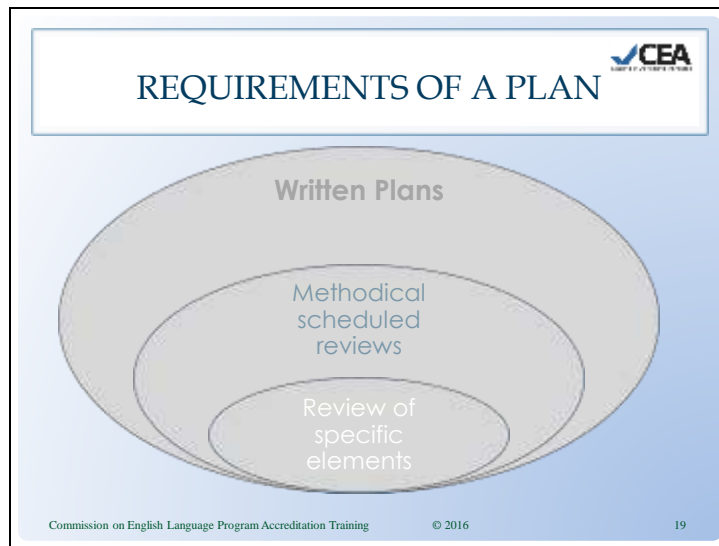 CEA
REQUIREMENTS OF A PLAN
Written Plans
Methodical
scheduled
reviews
Review of
specific
elements
Commission on English Language Program Accreditation Training © 2016 19